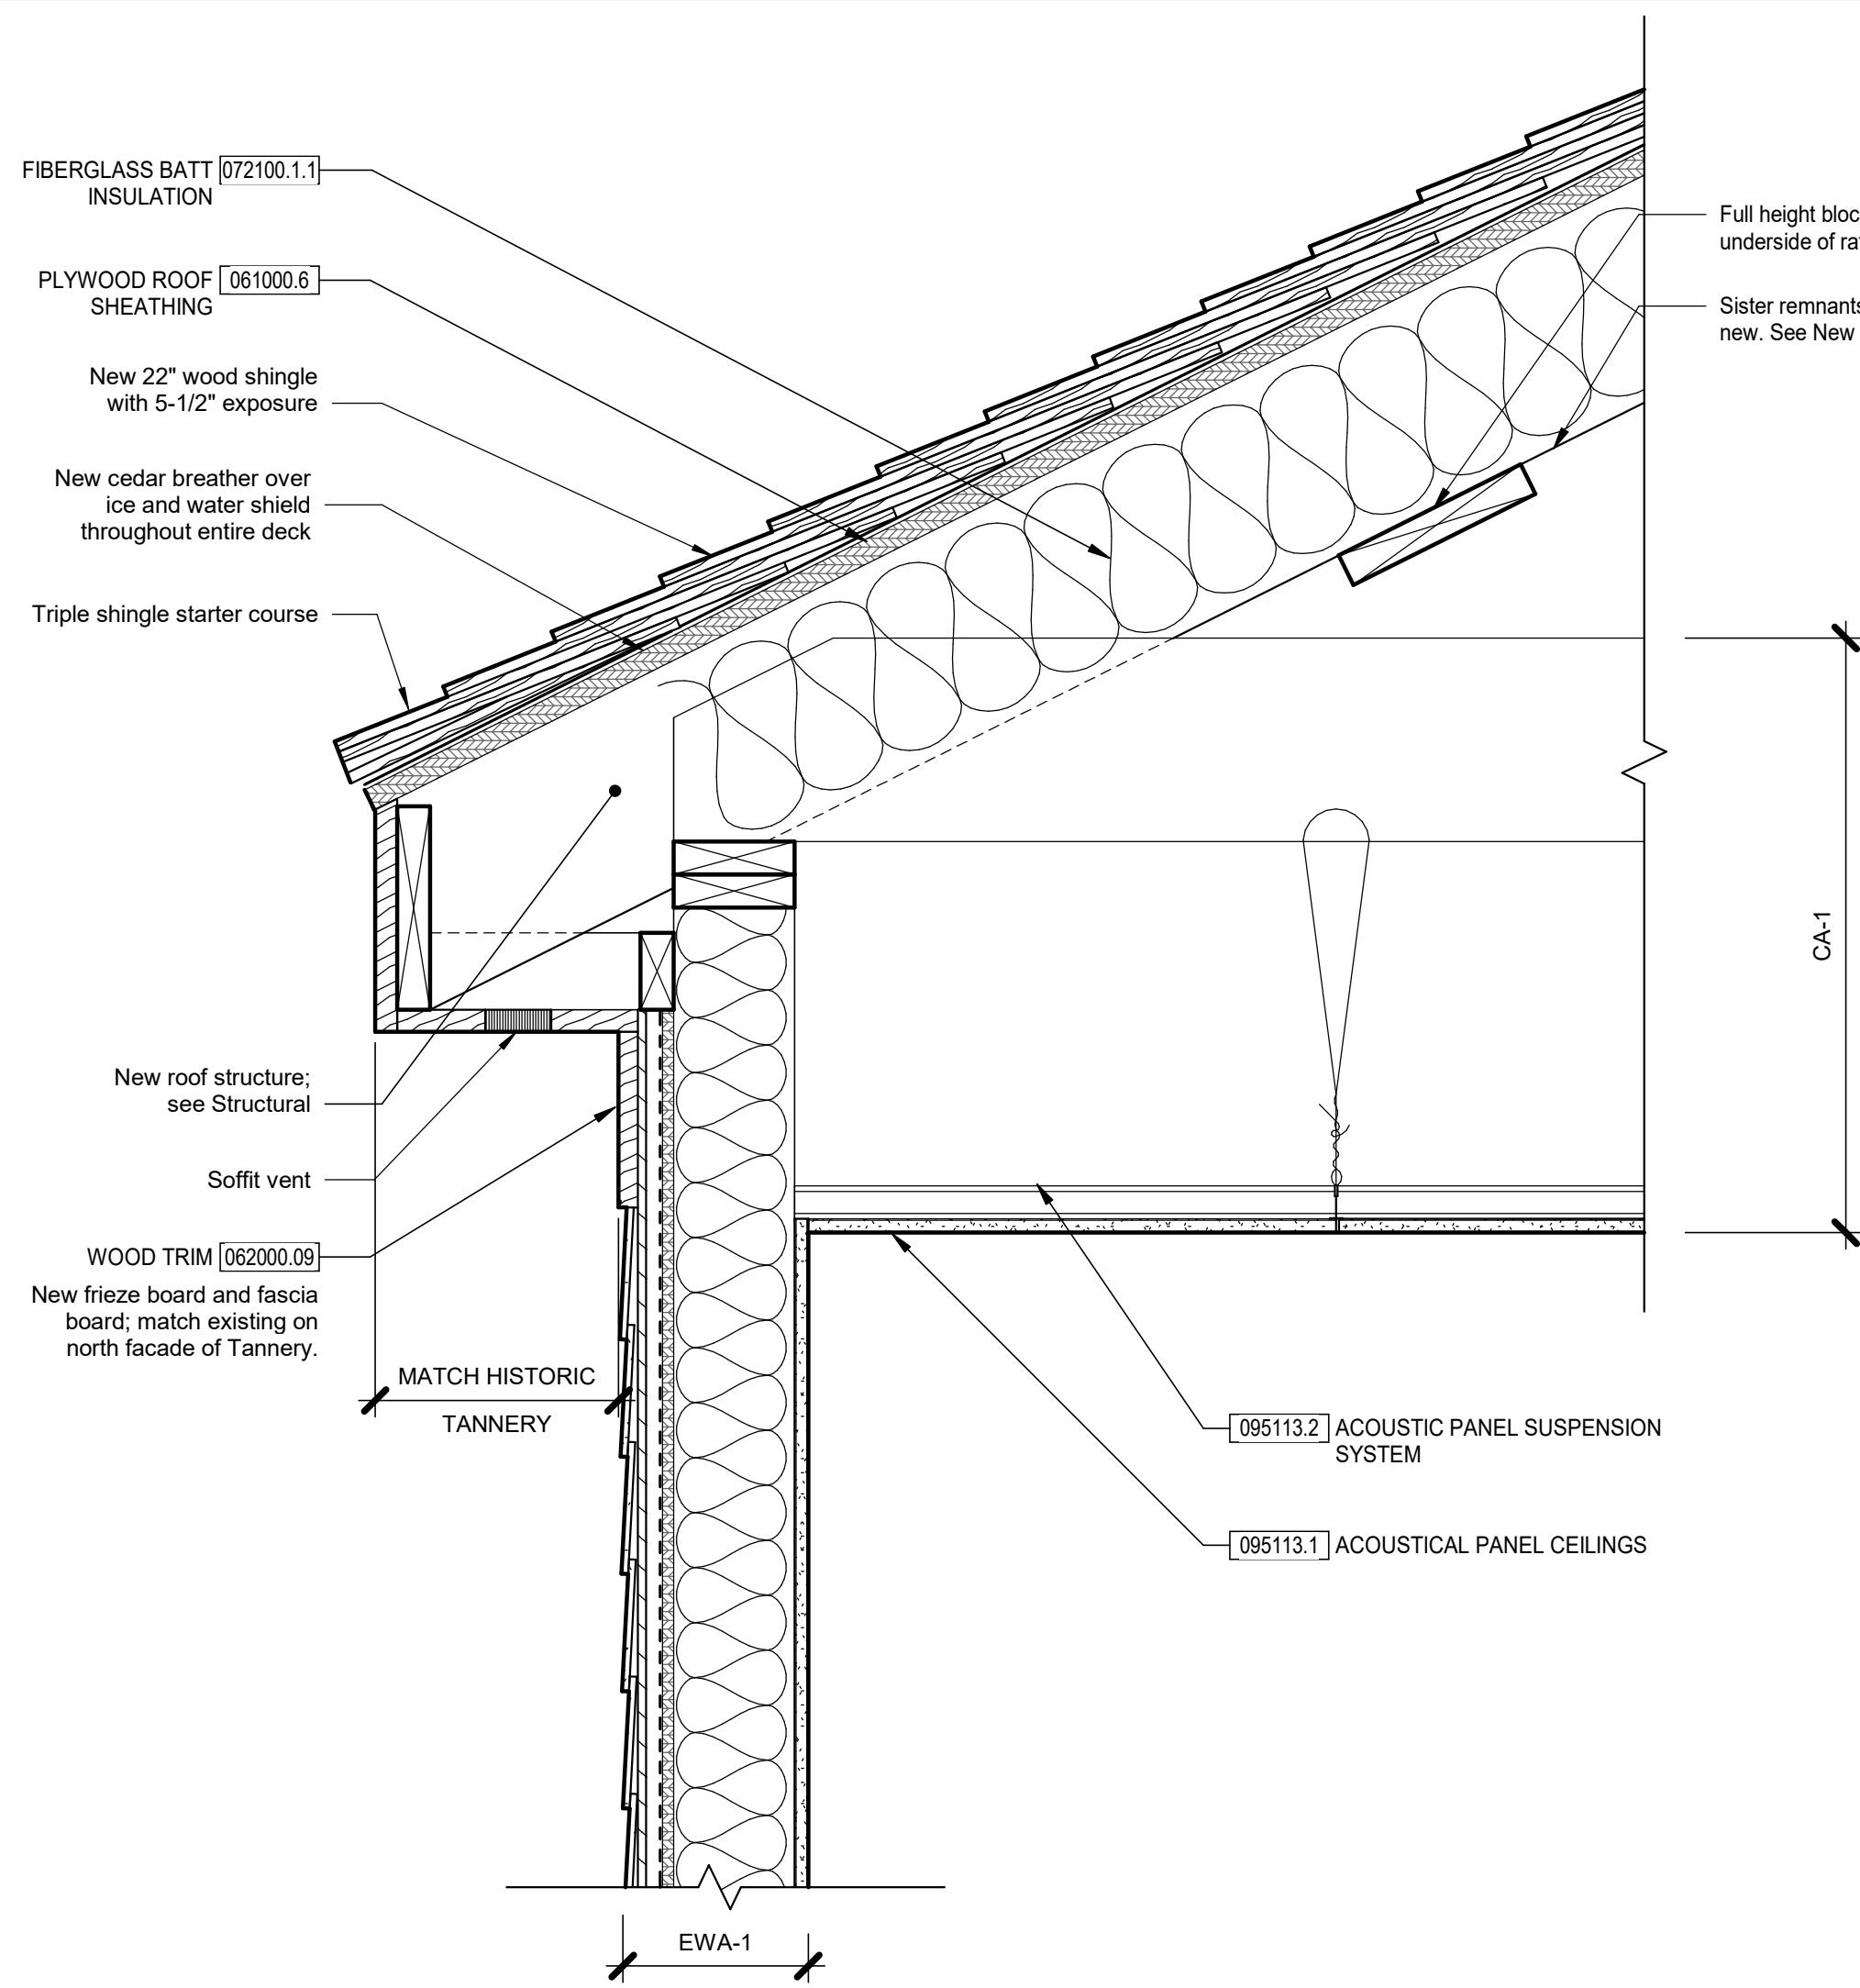 FIBERGLASS BATT 072100.1.1
INSULATION
PLYWOOD ROOF 061000.6
SHEATHING
New 22" wood shingle
with 5-1/2" exposure
New cedar breather over
ice and water shield
throughout entire deck
Triple shingle starter course
New roof structure;
see Structural
Soffit vent
WOOD TRIM 062000.09
New frieze board and fascia
board; match existing on
north facade of Tannery.
MATCH HISTORIC
TANNERY
EWA-1
Full height bloc
underside of
Sister remnants
new. See New
CA-1
095113.2 ACOUSTIC PANEL SUSPENSION
SYSTEM
095113.1 ACOUSTICAL PANEL CEILINGS